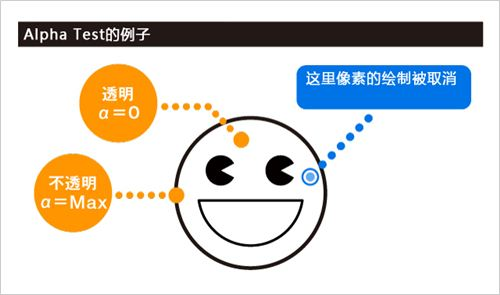 Alpha Test的例子
透明
α=0
这里像素的绘制被取消
不透明
α=Max